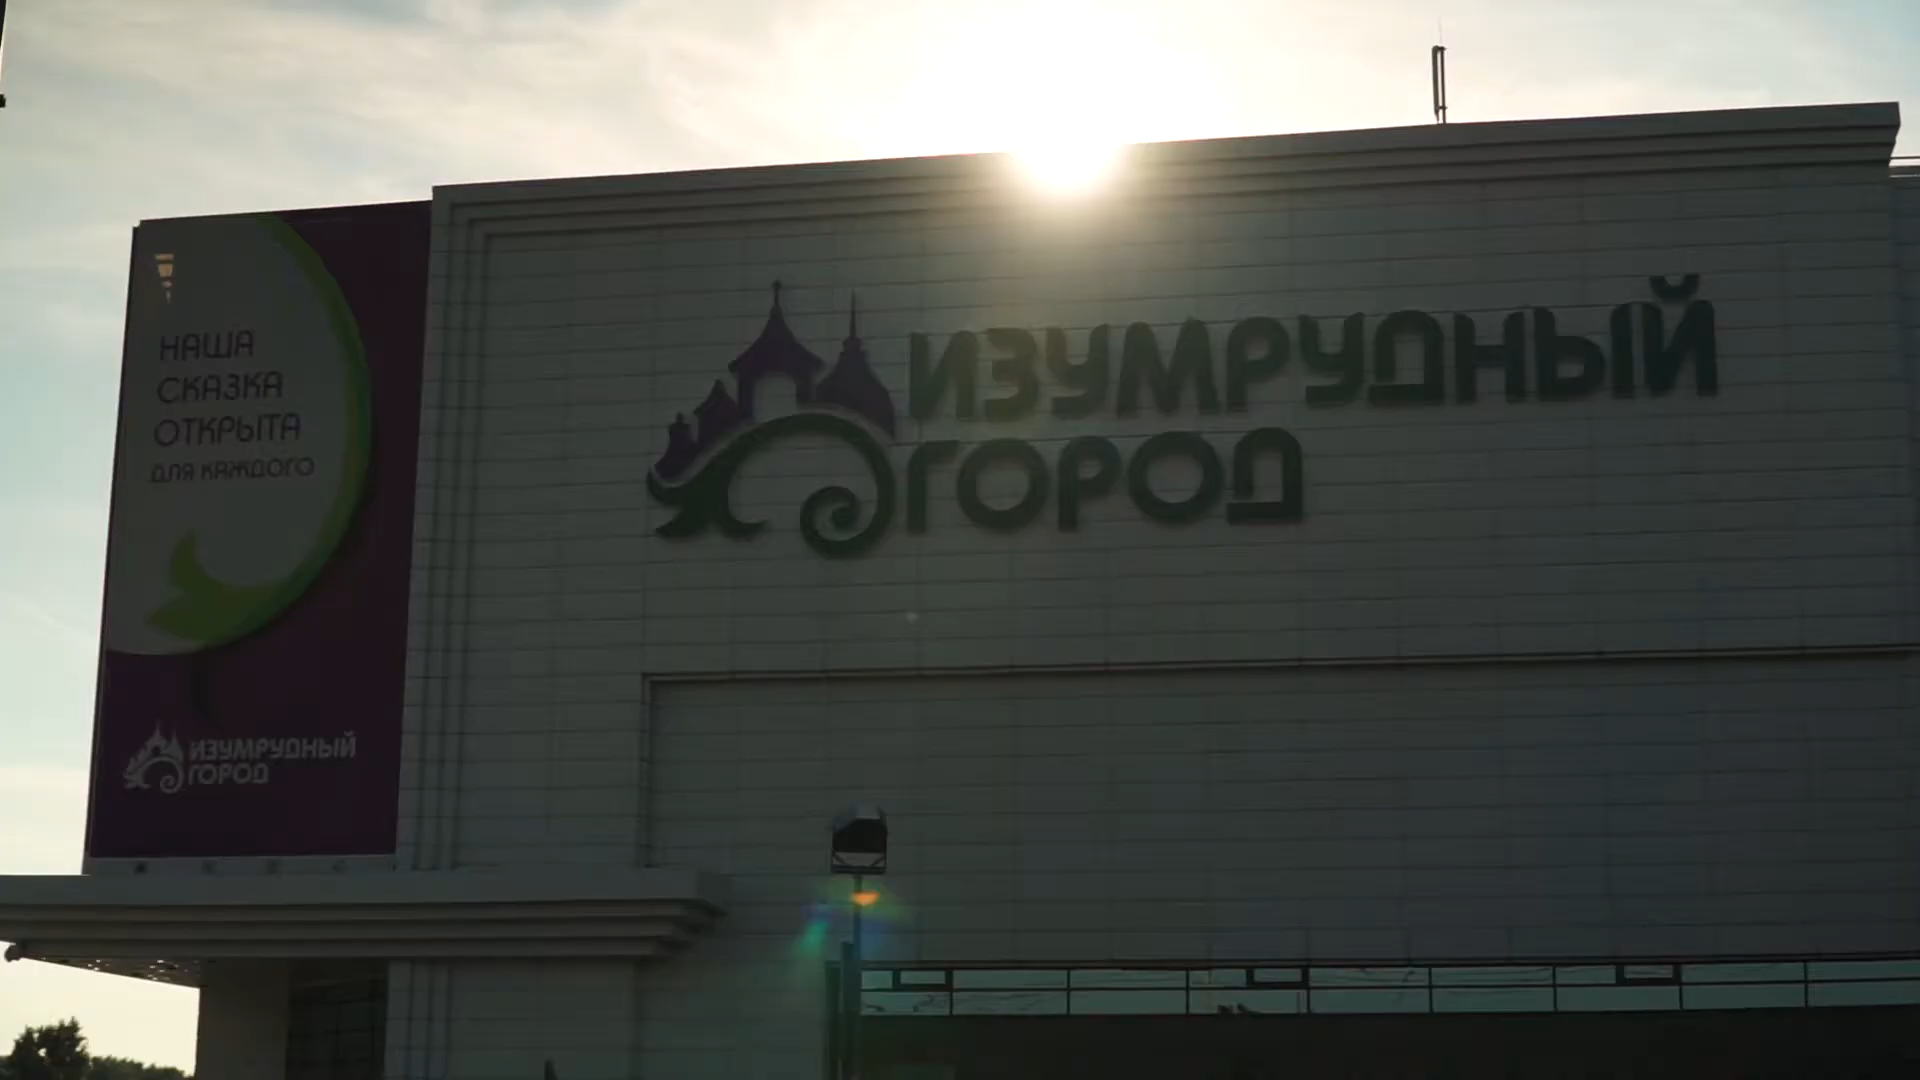 НАША
СКАЗКА
ОТКРЫТА
ДЛЯ КАЖДОГО
ИЗУМРУДНЫЙ
ГОРОД
ИЗУМРУДНЫЙ
ГОРОД